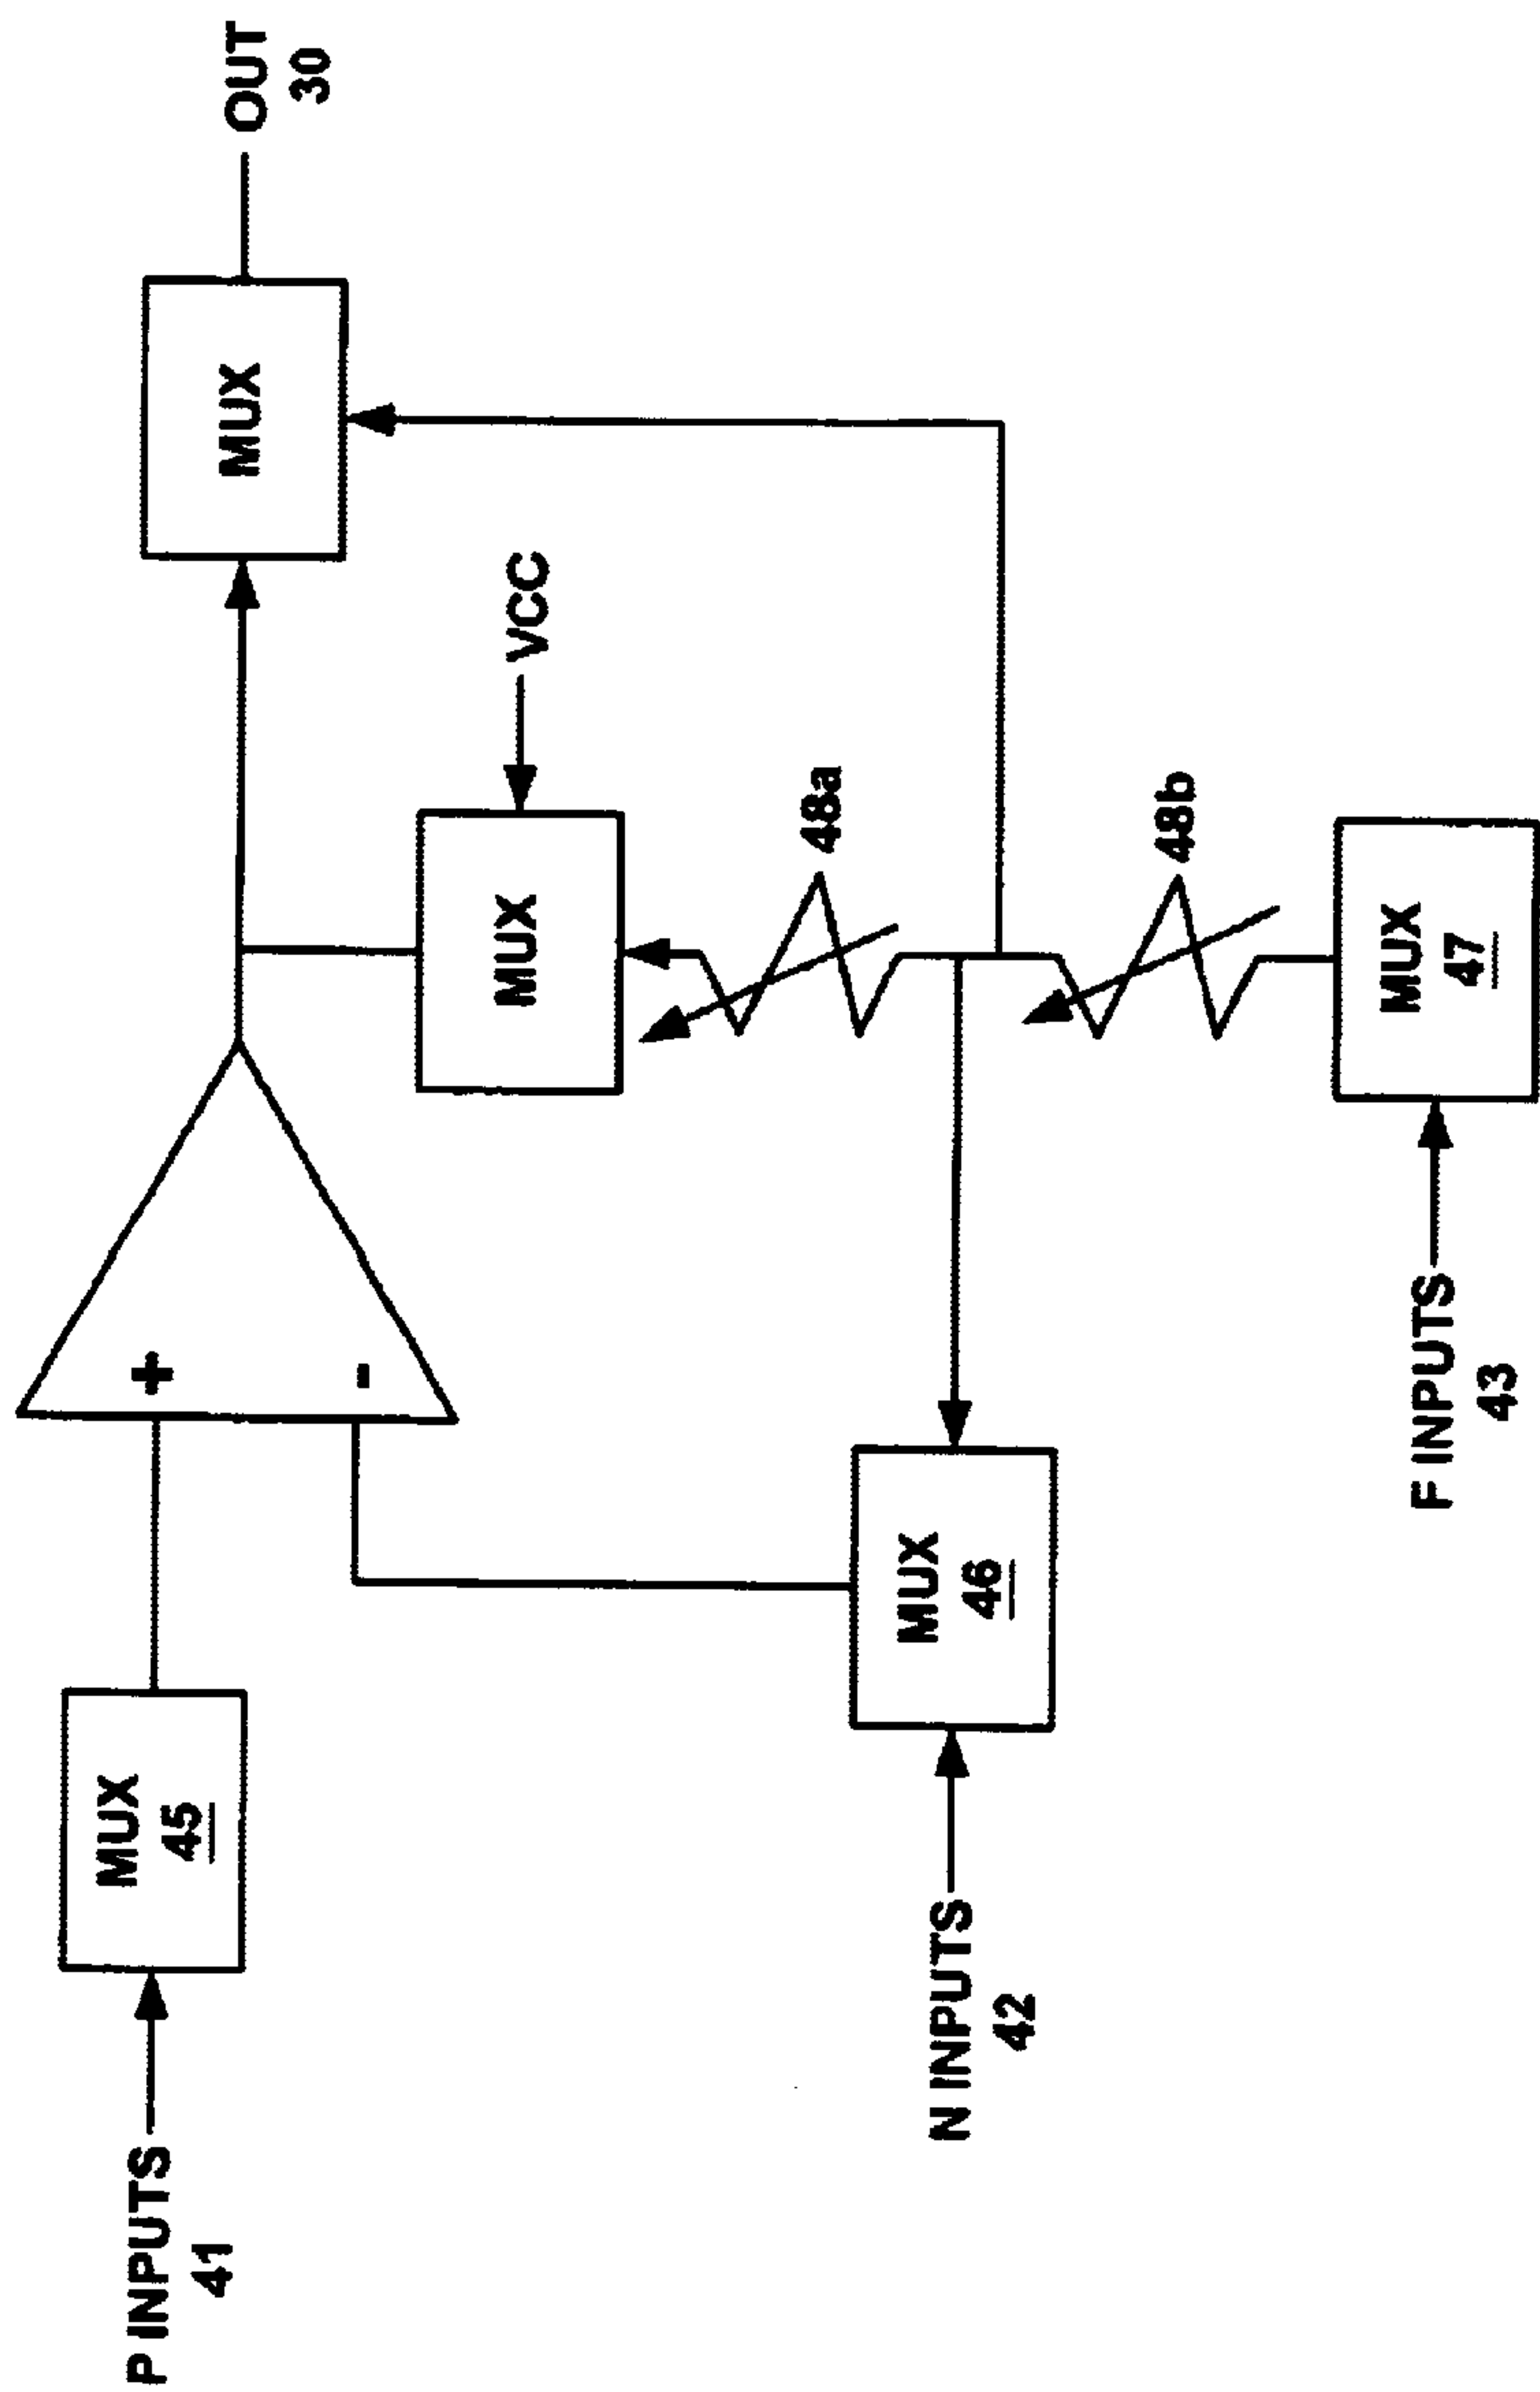 P INPUTS
41
MUX
45
+
-
MUX
OUT
30
VCC
MUX
48a
N INPUTS
42
MUX
46
48b
F INPUTS
43
MUX
47